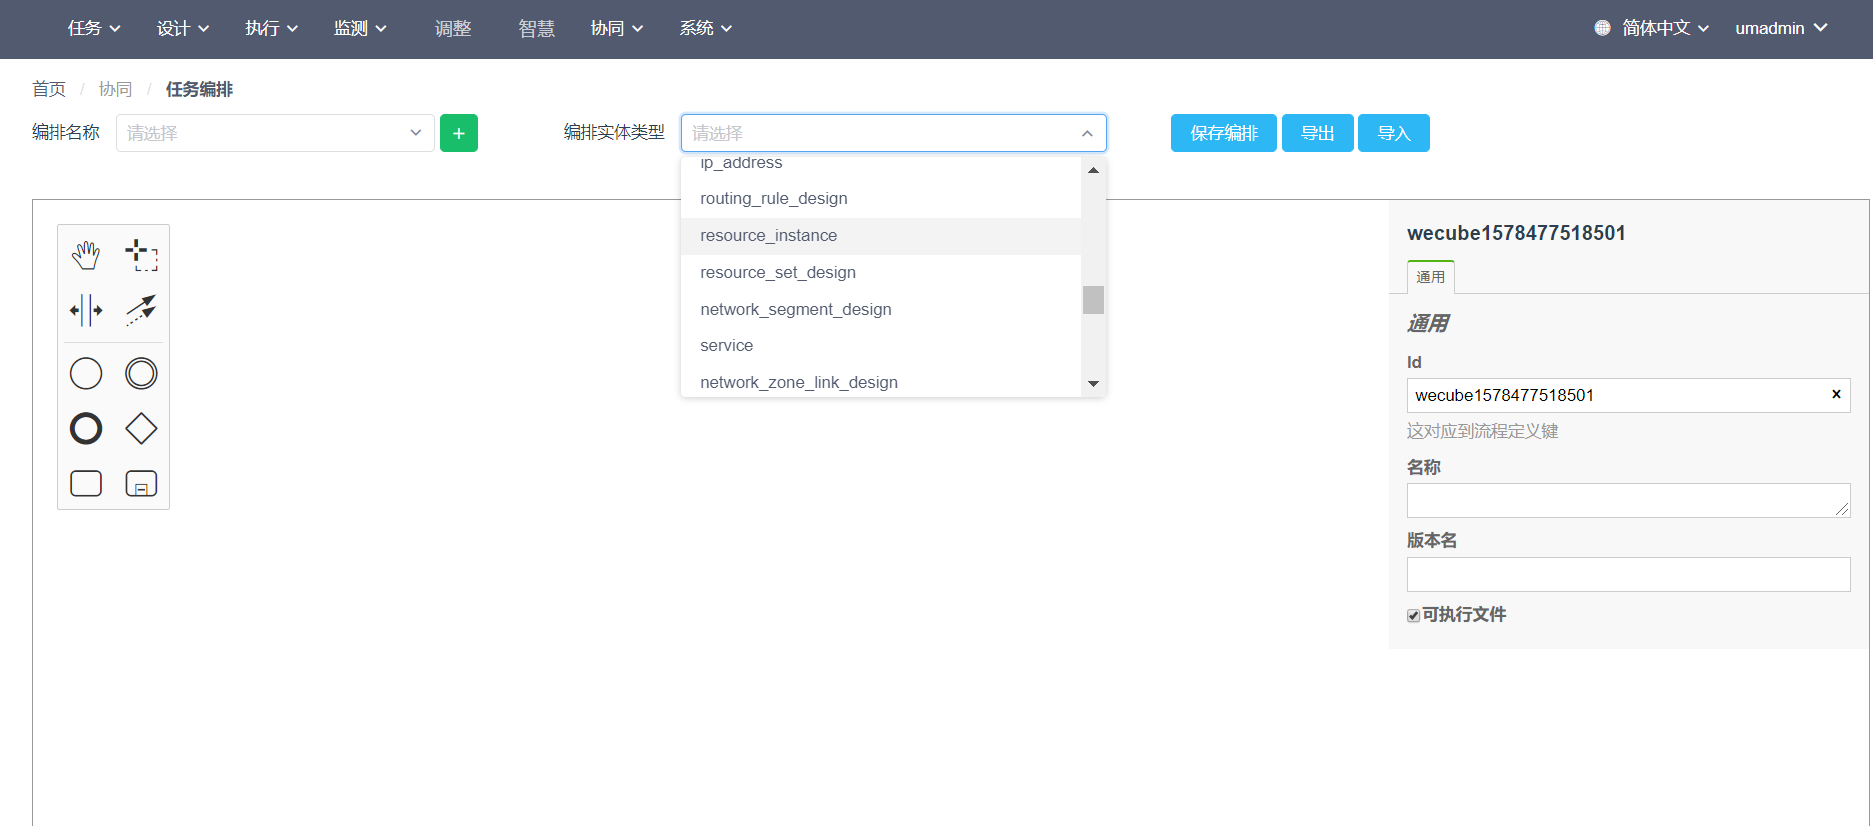 任务 设计 执行 监测 调整 智慧 协同 系统 简体中文 umadmin
首页 / 协同 / 任务编排
编排名称 请选择 + 编排实体类型 请选择 保存编排 导出 导入
ip_address
routing_rule_design
resource_instance
resource_set_design
network_segment_design
service
network_zone_link_design
wecube1578477518501
通用
通用
Id
wecube1578477518501 ×
这对应到流程定义键
名称
版本名
可执行文件